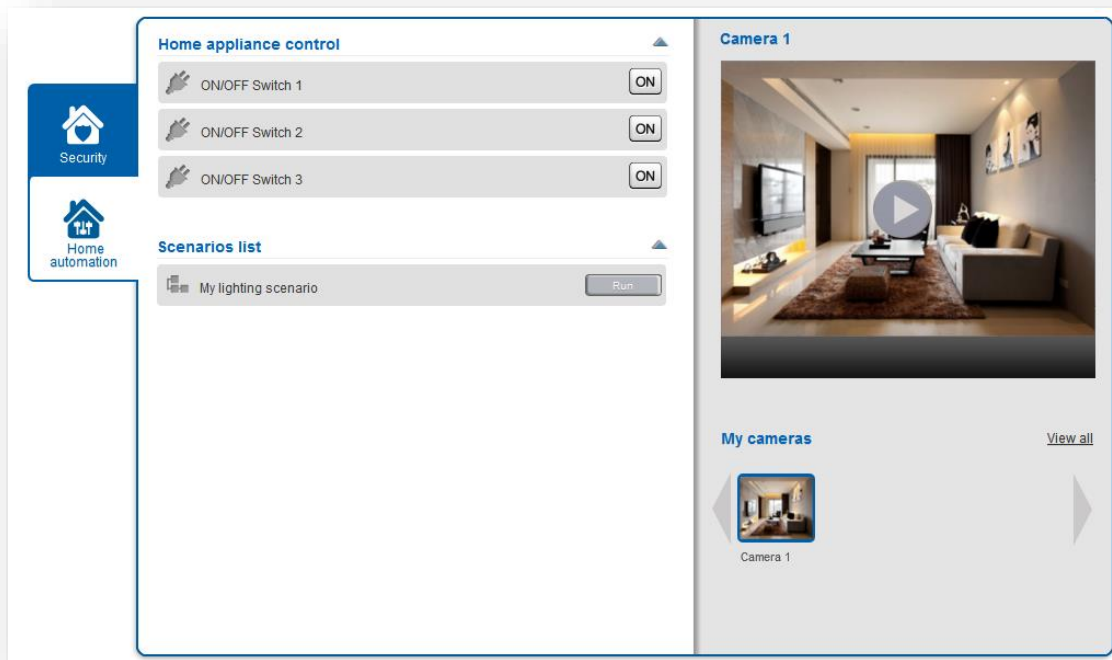 Security
Home
automation
Home appliance control
ON/OFF Switch 1
ON
ON/OFF Switch 2
ON
ON/OFF Switch 3
ON
Scenarios list
My lighting scenario
Run
Camera 1
My cameras
View all
Camera 1